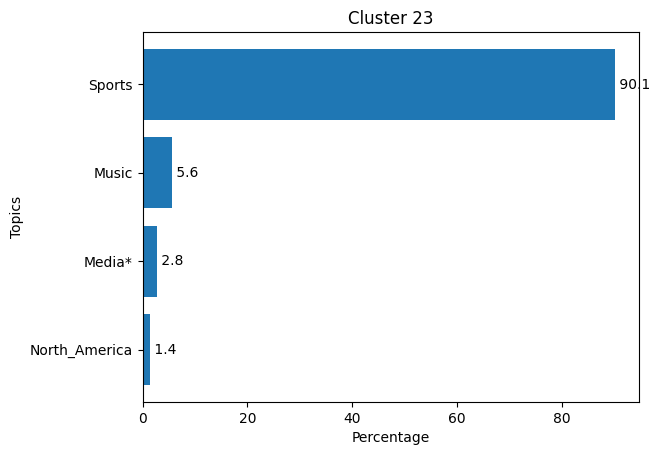 Cluster 23
Topics
Sports 90.1
Music 5.6
Media* 2.8
North_America 1.4
0 20 40 60 80
Percentage